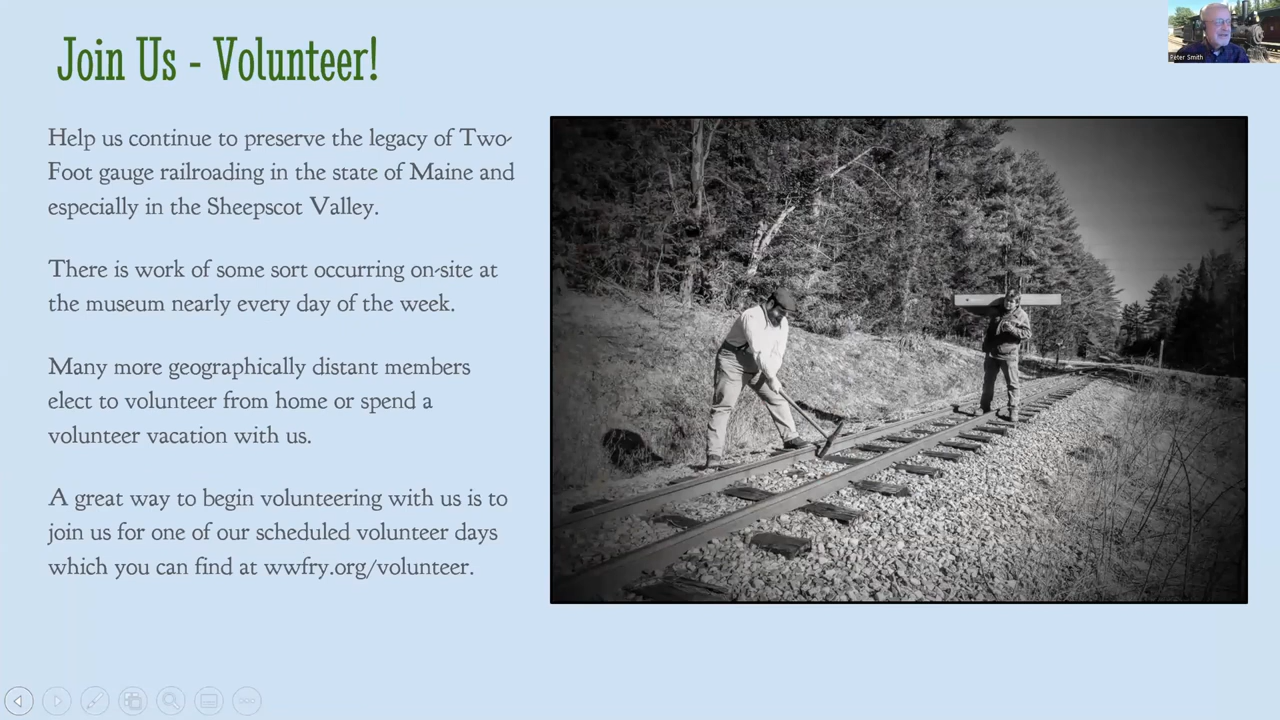 Join Us - Volunteer!
Peter Smith
Help us continue to preserve the legacy of Two-
Foot gauge railroading in the state of Maine and
especially in the Sheepscot Valley.
There is work of some sort occurring on-site at
the museum nearly every day of the week.
Many more geographically distant members
elect to volunteer from home or spend a
volunteer vacation with us.
A great way to begin volunteering with us is to
join us for one of our scheduled volunteer days
which you can find at wwfry.org/volunteer.